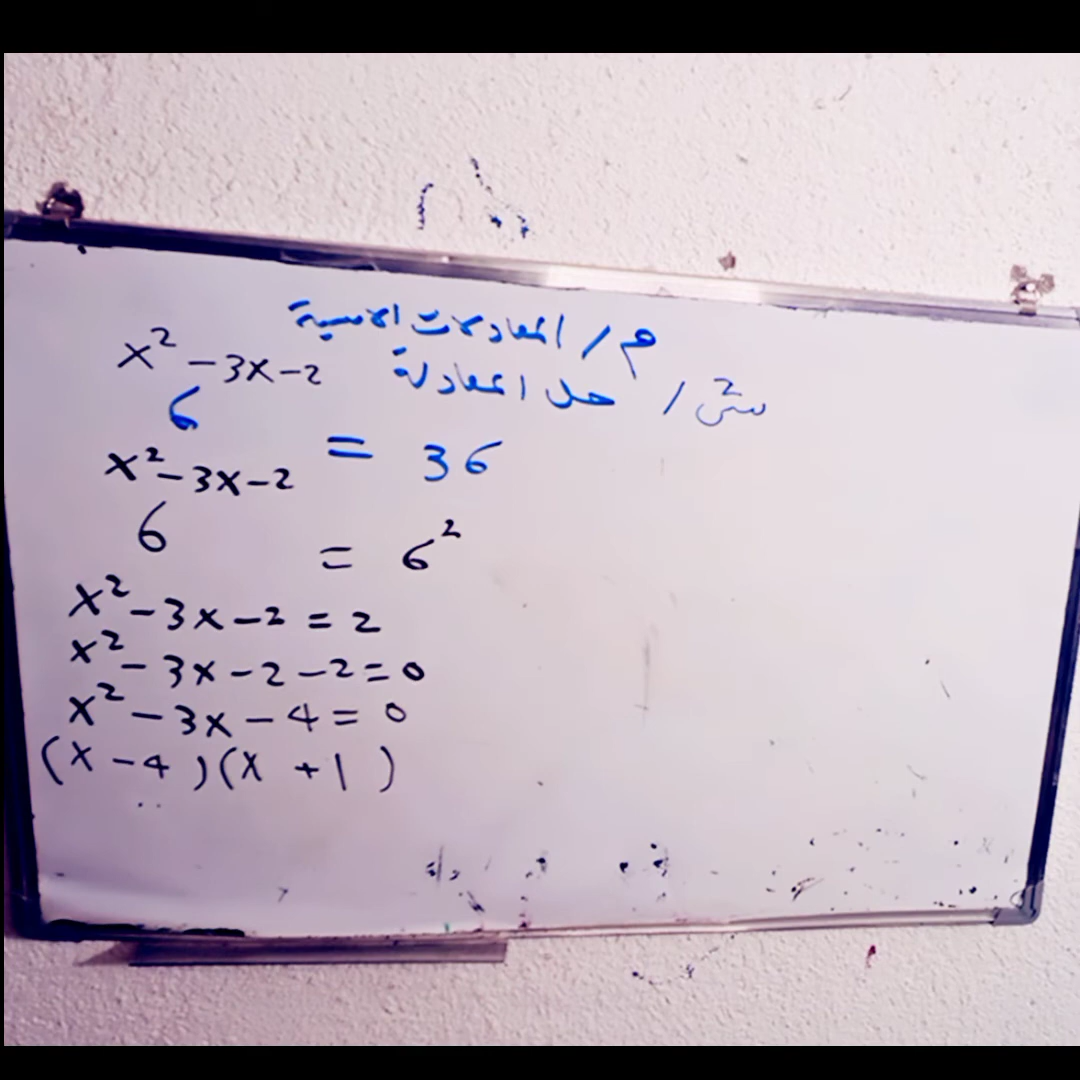 م / المعادلات الاسية
س2 / حل المعادلة
6^(x² -3x-2) = 36
6^(x²-3x-2) = 6²
x²-3x-2 = 2
x²-3x-2-2=0
x²-3x-4=0
(x-4)(x+1)